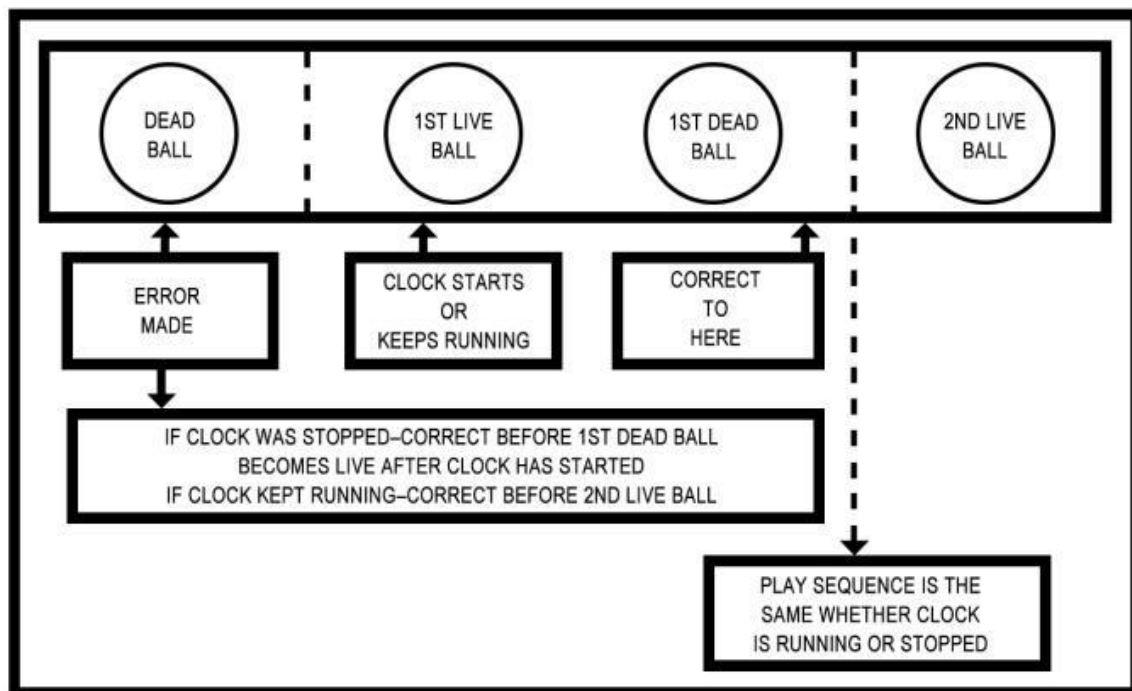 DEAD
BALL
1ST LIVE
BALL
1ST DEAD
BALL
2ND LIVE
BALL
ERROR
MADE
CLOCK STARTS
OR
KEEPS RUNNING
CORRECT
TO
HERE
IF CLOCK WAS STOPPED–CORRECT BEFORE 1ST DEAD BALL
BECOMES LIVE AFTER CLOCK HAS STARTED
IF CLOCK KEPT RUNNING–CORRECT BEFORE 2ND LIVE BALL
PLAY SEQUENCE IS THE
SAME WHETHER CLOCK
IS RUNNING OR STOPPED